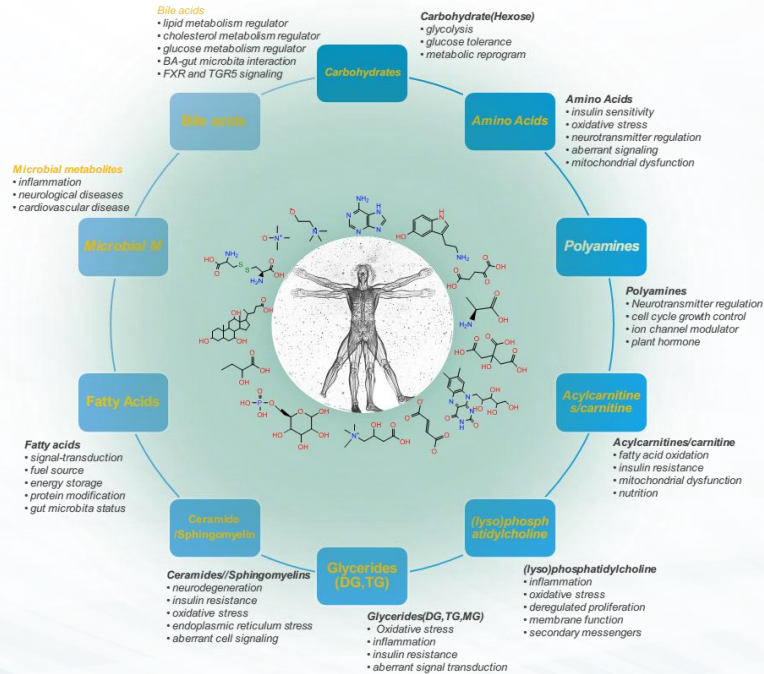 Bile acids
• lipid metabolism regulator
• cholesterol metabolism regulator
• glucose metabolism regulator
• BA-gut microbita interaction
• FXR and TGR5 signaling
Carbohydrate(Hexose)
• glycolysis
• glucose tolerance
• metabolic reprogram
Carbohydrates
Bile acids
Amino Acids
Amino Acids
• insulin sensitivity
• oxidative stress
• neurotransmitter regulation
• aberrant signaling
• mitochondrial dysfunction
Microbial metabolites
• inflammation
• neurological diseases
• cardiovascular disease
Microbial M
Polyamines
Polyamines
• Neurotransmitter regulation
• cell cycle growth control
• ion channel modulator
• plant hormone
Fatty Acids
Acylcarnitine
s/carnitine
Fatty acids
• signal-transduction
• fuel source
• energy storage
• protein modification
• gut microbita status
Acylcarnitines/carnitine
• fatty acid oxidation
• insulin resistance
• mitochondrial dysfunction
• nutrition
Ceramide
/Sphingomyelin
(lyso)phosph
atidylcholine
Glycerides
(DG,TG)
Ceramides//Sphingomyelins
• neurodegeneration
• insulin resistance
• oxidative stress
• endoplasmic reticulum stress
• aberrant cell signaling
Glycerides(DG,TG,MG)
• Oxidative stress
• inflammation
• insulin resistance
• aberrant signal transduction
(lyso)phosphatidylcholine
• inflammation
• oxidative stress
• deregulated proliferation
• membrane function
• secondary messengers